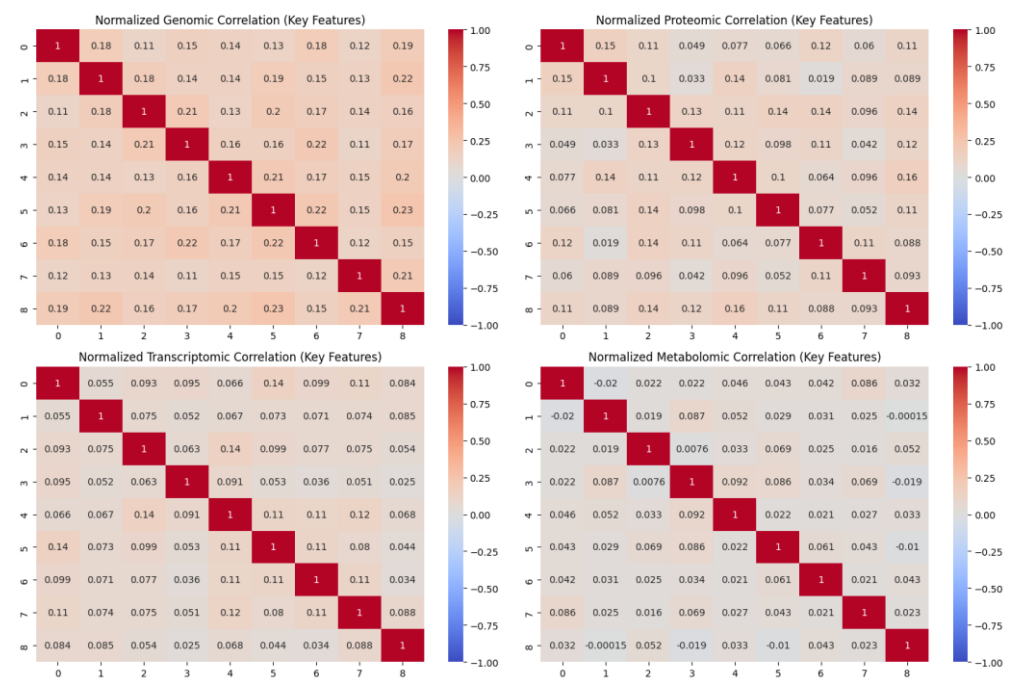 Normalized Genomic Correlation (Key Features)
0 1 0.18 0.11 0.15 0.14 0.13 0.18 0.12 0.19
1 0.18 1 0.18 0.14 0.14 0.19 0.15 0.13 0.22
2 0.11 0.18 1 0.21 0.13 0.2 0.17 0.14 0.16
3 0.15 0.14 0.21 1 0.16 0.16 0.22 0.11 0.17
4 0.14 0.14 0.13 0.16 1 0.21 0.17 0.15 0.2
5 0.13 0.19 0.2 0.16 0.21 1 0.22 0.15 0.23
6 0.18 0.15 0.17 0.22 0.17 0.22 1 0.12 0.15
7 0.12 0.13 0.14 0.11 0.15 0.15 0.12 1 0.21
8 0.19 0.22 0.16 0.17 0.2 0.23 0.15 0.21 1
0 1 2 3 4 5 6 7 8
1.00
0.75
0.50
0.25
0.00
−0.25
−0.50
−0.75
−1.00
Normalized Proteomic Correlation (Key Features)
0 1 0.15 0.11 0.049 0.077 0.066 0.12 0.06 0.11
1 0.15 1 0.1 0.033 0.14 0.081 0.019 0.089 0.089
2 0.11 0.1 1 0.13 0.11 0.14 0.14 0.096 0.14
3 0.049 0.033 0.13 1 0.12 0.098 0.11 0.042 0.12
4 0.077 0.14 0.11 0.12 1 0.1 0.064 0.096 0.16
5 0.066 0.081 0.14 0.098 0.1 1 0.077 0.052 0.11
6 0.12 0.019 0.14 0.11 0.064 0.077 1 0.11 0.088
7 0.06 0.089 0.096 0.042 0.096 0.052 0.11 1 0.093
8 0.11 0.089 0.14 0.12 0.16 0.11 0.088 0.093 1
0 1 2 3 4 5 6 7 8
1.00
0.75
0.50
0.25
0.00
−0.25
−0.50
−0.75
−1.00
Normalized Transcriptomic Correlation (Key Features)
0 1 0.055 0.093 0.095 0.066 0.14 0.099 0.11 0.084
1 0.055 1 0.075 0.052 0.067 0.073 0.071 0.074 0.085
2 0.093 0.075 1 0.063 0.14 0.099 0.077 0.075 0.054
3 0.095 0.052 0.063 1 0.091 0.053 0.036 0.051 0.025
4 0.066 0.067 0.14 0.091 1 0.11 0.11 0.12 0.068
5 0.14 0.073 0.099 0.053 0.11 1 0.11 0.08 0.044
6 0.099 0.071 0.077 0.036 0.11 0.11 1 0.11 0.034
7 0.11 0.074 0.075 0.051 0.12 0.08 0.11 1 0.088
8 0.084 0.085 0.054 0.025 0.068 0.044 0.034 0.088 1
0 1 2 3 4 5 6 7 8
1.00
0.75
0.50
0.25
0.00
−0.25
−0.50
−0.75
−1.00
Normalized Metabolomic Correlation (Key Features)
0 1 -0.02 0.022 0.022 0.046 0.043 0.042 0.086 0.032
1 -0.02 1 0.019 0.087 0.052 0.029 0.031 0.025 -0.00015
2 0.022 0.019 1 0.0076 0.033 0.069 0.025 0.016 0.052
3 0.022 0.087 0.0076 1 0.092 0.086 0.034 0.069 -0.019
4 0.046 0.052 0.033 0.092 1 0.022 0.021 0.027 0.033
5 0.043 0.029 0.069 0.086 0.022 1 0.061 0.043 -0.01
6 0.042 0.031 0.025 0.034 0.021 0.061 1 0.021 0.043
7 0.086 0.025 0.016 0.069 0.027 0.043 0.021 1 0.023
8 0.032 -0.00015 0.052 -0.019 0.033 -0.01 0.043 0.023 1
0 1 2 3 4 5 6 7 8
1.00
0.75
0.50
0.25
0.00
−0.25
−0.50
−0.75
−1.00